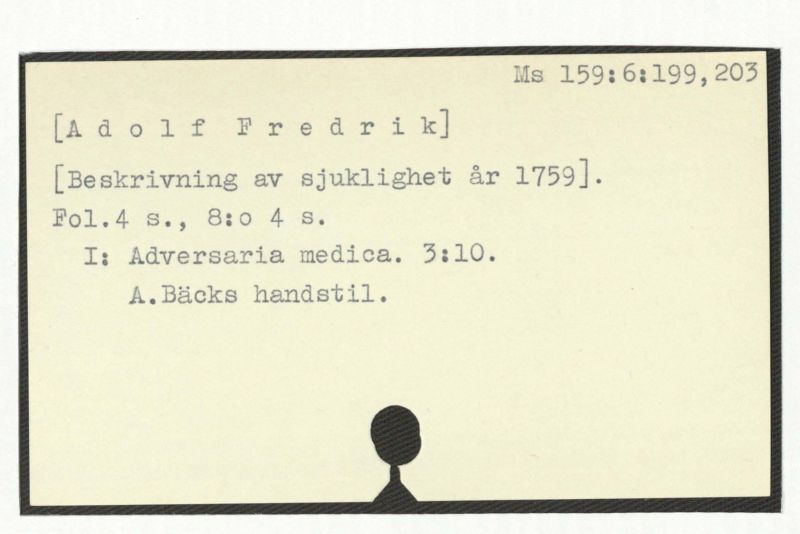 Ms 159:6:199,203
[A d o l f  F r e d r i k]
[Beskrivning av sjuklighet år 1759].
Fol.4 s., 8:o 4 s.
I: Adversaria medica. 3:10.
A.Bäcks handstil.